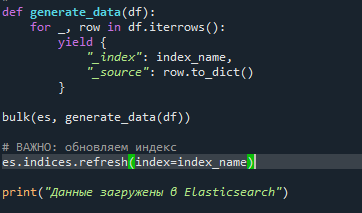 def generate_data(df):
    for _, row in df.iterrows():
        yield {
            "_index": index_name,
            "_source": row.to_dict()
        }

bulk(es, generate_data(df))

# ВАЖНО: обновляем индекс
es.indices.refresh(index=index_name)

print("Данные загружены в Elasticsearch")